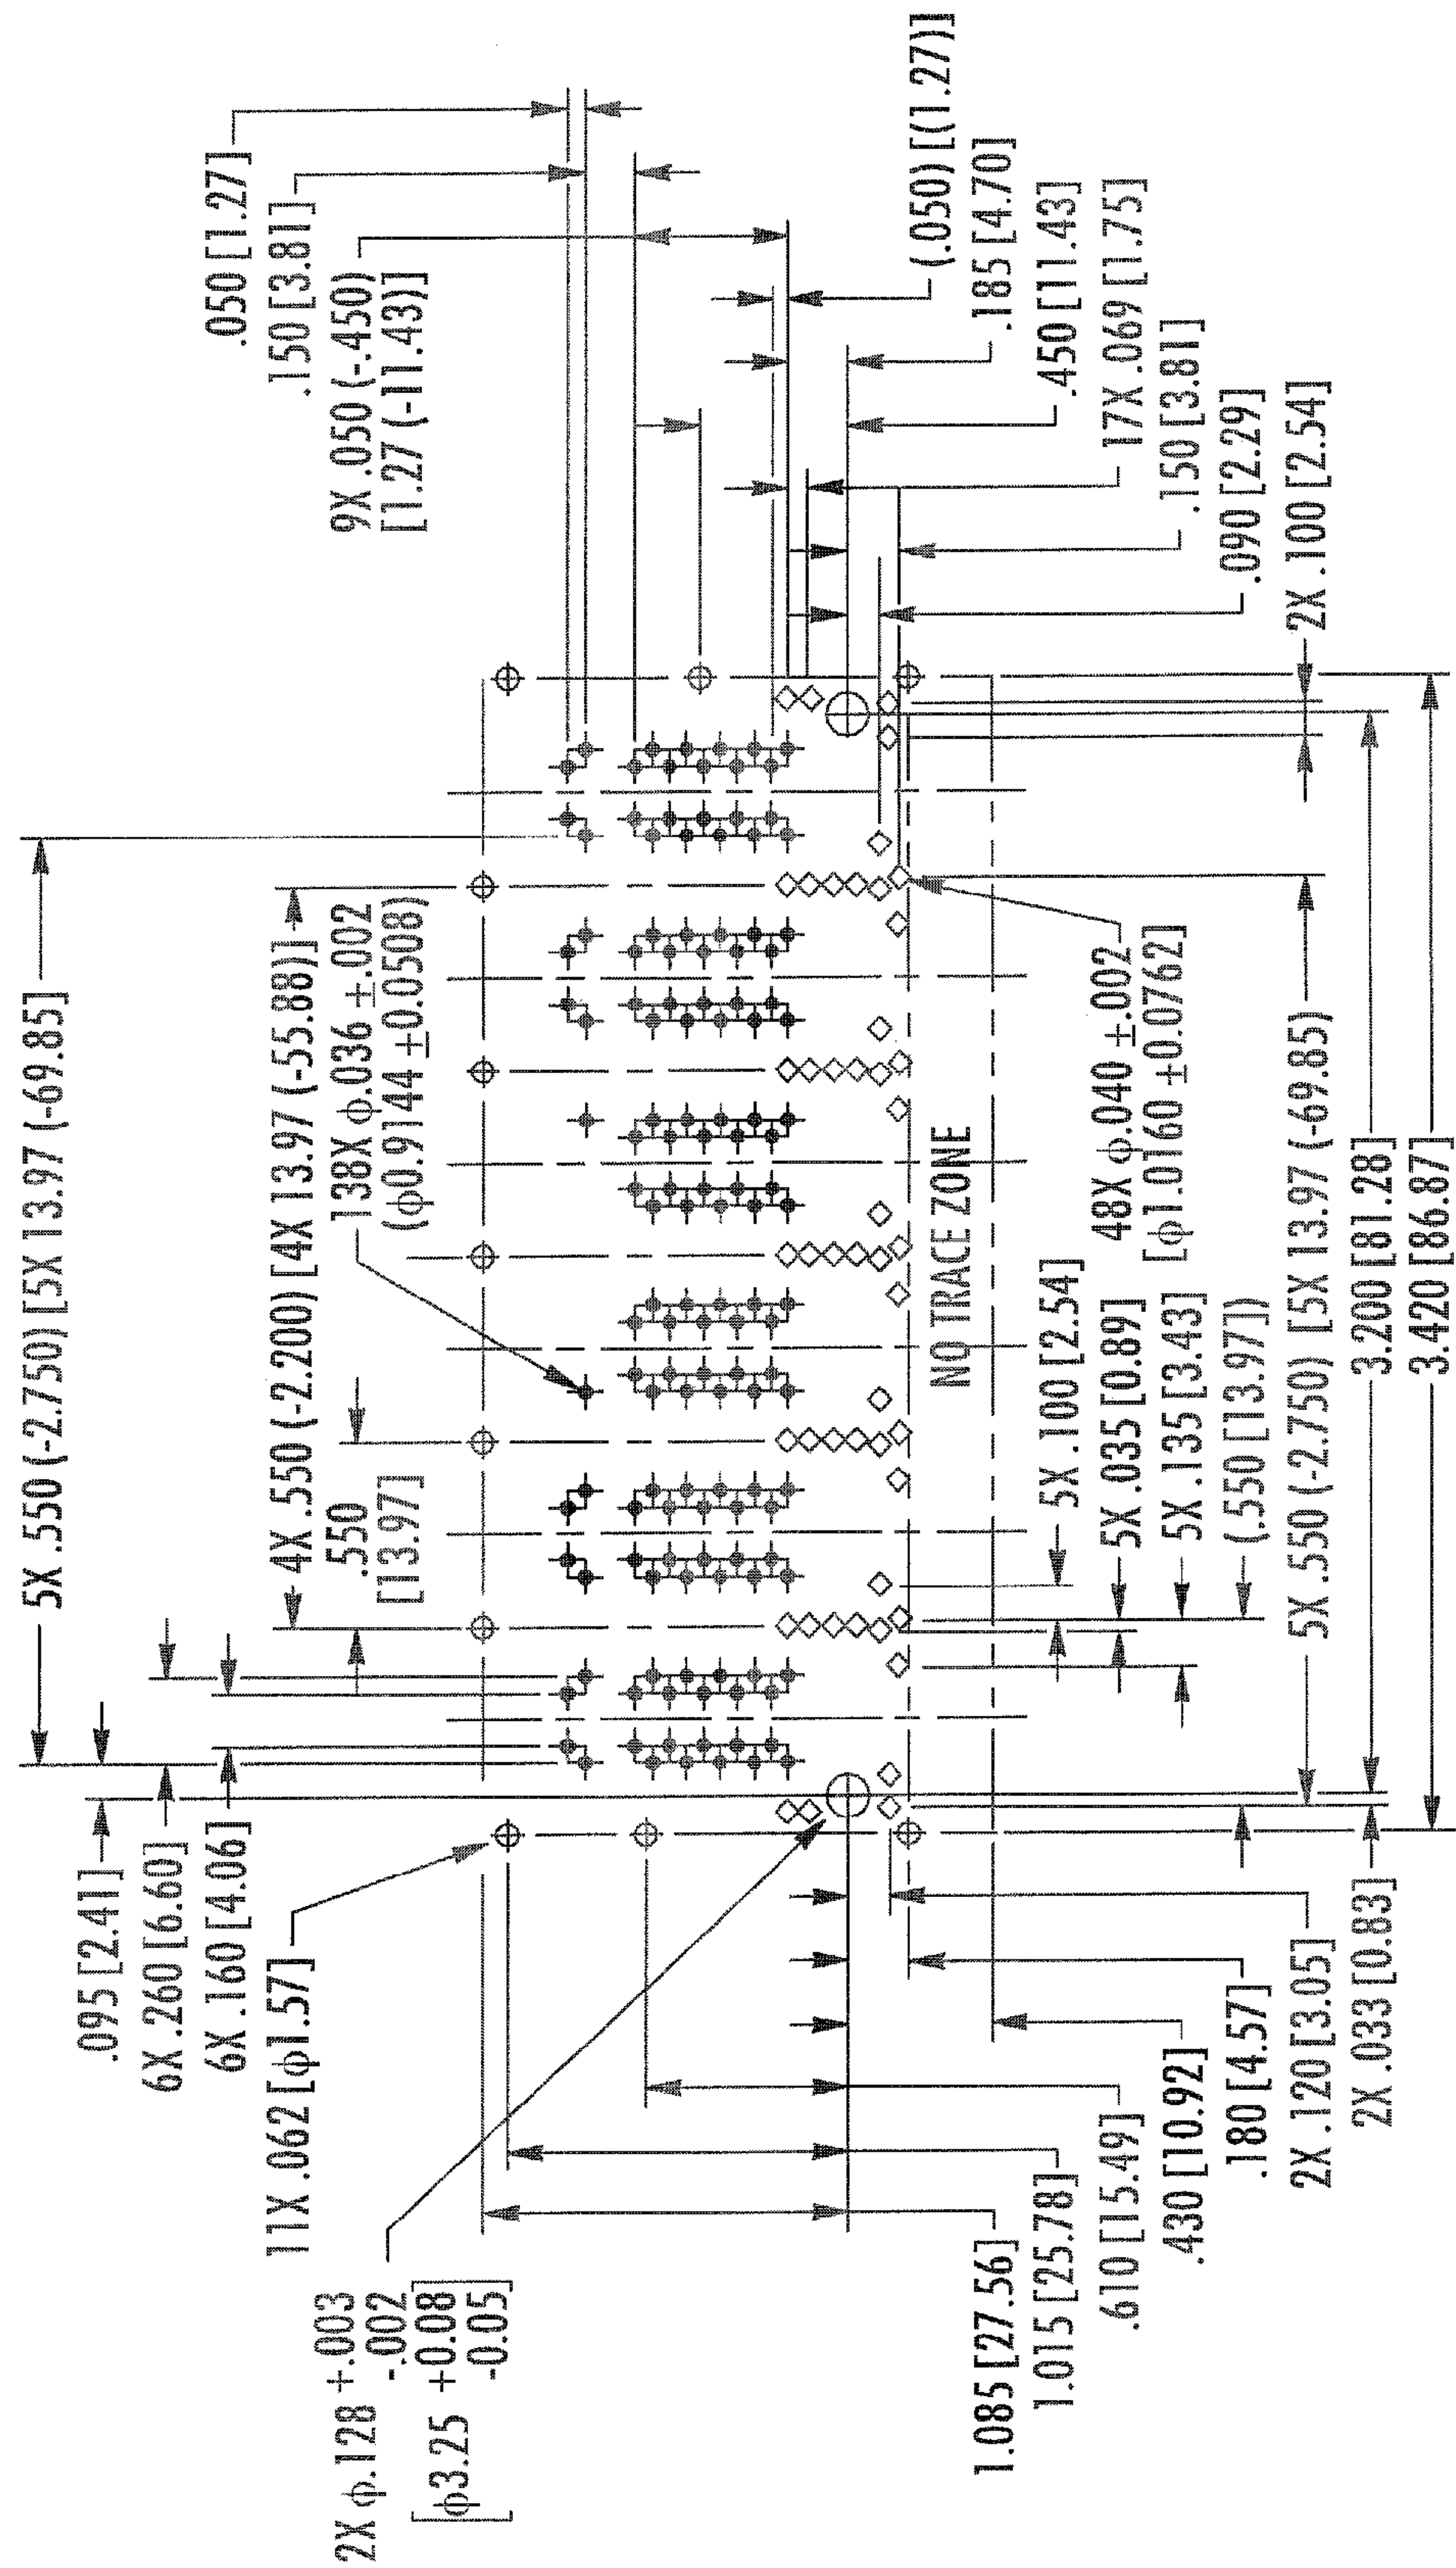 5X .550 (-2.750) [5X 13.97 (-69.85]
4X .550 (-2.200) [4X 13.97 (-55.88)]
138X ϕ.036 ±.002
(ϕ0.9144 ±0.0508)
.550
[13.97]
.095 [2.41]
6X .260 [6.60]
6X .160 [4.06]
11X .062 [ϕ1.57]
2X ϕ.128 +.003
-.002
[ϕ3.25 +0.08]
-0.05
.050 [1.27]
.150 [3.81]
9X .050 (-.450)
[1.27 (-11.43)]
(.050) [(1.27)]
.185 [4.70]
.450 [11.43]
17X .069 [1.75]
.150 [3.81]
.090 [2.29]
2X .100 [2.54]
NO TRACE ZONE
48X ϕ.040 ±.002
[ϕ1.0160 ±0.0762]
5X .100 [2.54]
5X .035 [0.89]
5X .135 [3.43]
(.550 [13.97])
5X .550 (-2.750) [5X 13.97 (-69.85)
3.200 [81.28]
3.420 [86.87]
1.085 [27.56]
1.015 [25.78]
.610 [15.49]
.430 [10.92]
.180 [4.57]
2X .120 [3.05]
2X .033 [0.83]